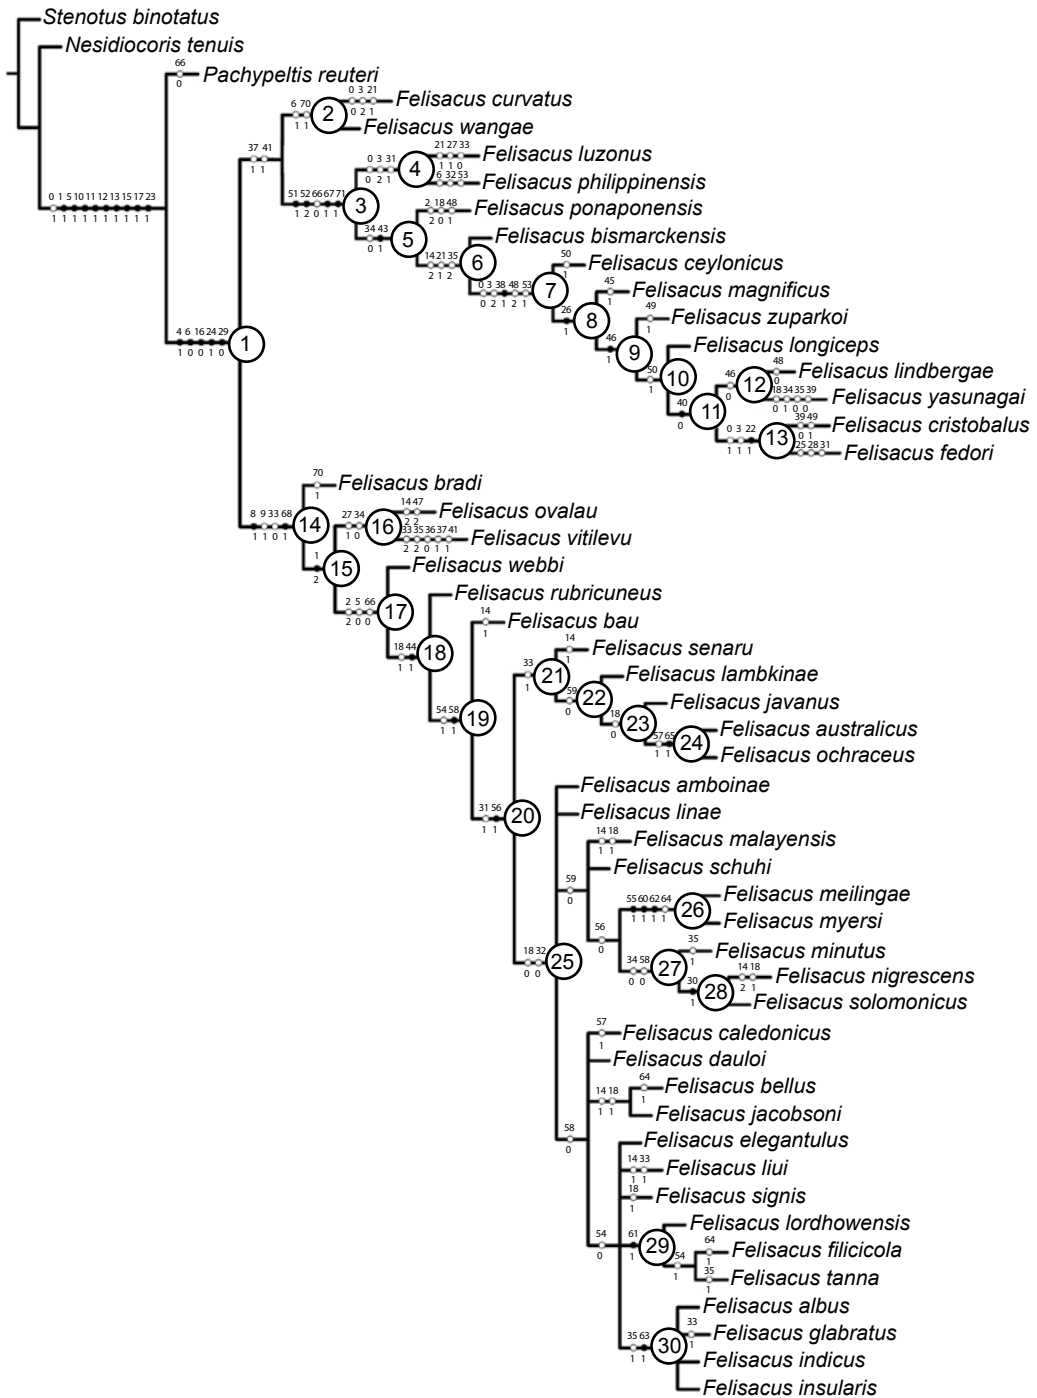 Stenotus binotatus
Nesidiocoris tenuis
66
0
Pachypeltis reuteri
0 3 21
0 2 1
Felisacus curvatus
6 70
1 1
2
Felisacus wangae
37 41
1 1
21 27 33
1 1 0
Felisacus luzonus
0 3 31
0 2 1
4
6 32 53
Felisacus philippinensis
0 1 5 10 11 12 13 15 17 23
1 1 1 1 1 1 1 1 1 1
51 52 66 67 71
1 2 0 1 1
3
2 18 48
2 0 1
Felisacus ponaponensis
34 43
0 1
5
Felisacus bismarckensis
14 21 35
2 1 2
6
50
1
Felisacus ceylonicus
0 3 38 48 53
0 2 1 2 1
7
45
1
Felisacus magnificus
26
1
8
49
1
Felisacus zuparkoi
4 6 16 24 29
1 0 0 1 0
1
46
1
9
Felisacus longiceps
50
1
10
48
0
Felisacus lindbergae
46
0
12
18 34 35 39
0 1 0 0
Felisacus yasunagai
40
0
11
39 49
0 1
Felisacus cristobalus
0 3 22
1 1 1
13
25 28 31
Felisacus fedori
70
1
Felisacus bradi
8 9 33 68
1 1 0 1
14
14 47
2 2
Felisacus ovalau
27 34
1 0
16
33 35 36 37 41
2 2 0 1 1
Felisacus vitilevu
1
2
15
Felisacus webbi
2 5 66
2 0 0
17
Felisacus rubricuneus
18 44
1 1
18
14
1
Felisacus bau
54 58
1 1
19
14
1
Felisacus senaru
33
1
21
Felisacus lambkinae
59
0
22
Felisacus javanus
18
0
23
Felisacus australicus
57 65
1 1
24
Felisacus ochraceus
31 56
1 1
20
Felisacus amboinae
Felisacus linae
14 18
1 1
Felisacus malayensis
Felisacus schuhi
59
0
55 60 62 64
1 1 1 1
26
Felisacus meilingae
Felisacus myersi
56
0
35
1
Felisacus minutus
18 32
0 0
25
34 58
0 0
27
14 18
2 1
Felisacus nigrescens
30
1
28
Felisacus solomonicus
57
1
Felisacus caledonicus
Felisacus dauloi
64
1
Felisacus bellus
14 18
1 1
Felisacus jacobsoni
58
0
Felisacus elegantulus
14 33
1 1
Felisacus liui
18
1
Felisacus signis
Felisacus lordhowensis
54
0
61
1
29
64
1
Felisacus filicicola
54
1
35
1
Felisacus tanna
Felisacus albus
33
1
Felisacus glabratus
35 63
1 1
30
Felisacus indicus
Felisacus insularis